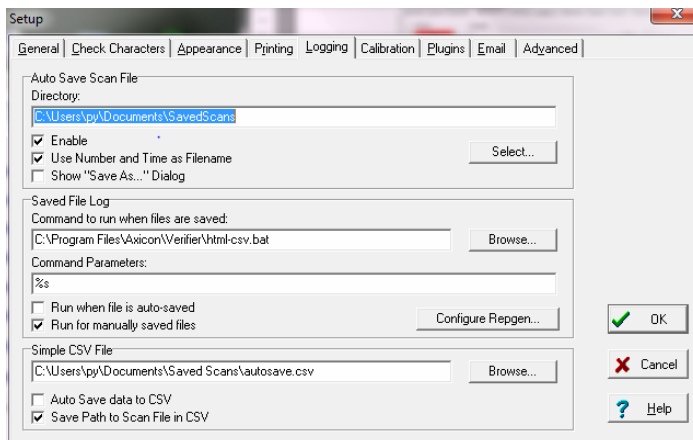 Setup
General Check Characters Appearance Printing Logging Calibration Plugins Email Advanced
Auto Save Scan File
Directory:
C:\Users\py\Documents\SavedScans
Enable
Use Number and Time as Filename
Select...
Show "Save As..." Dialog
Saved File Log
Command to run when files are saved:
C:\Program Files\Axicon\Verifier\html-csv.bat
Browse...
Command Parameters:
%s
Run when file is auto-saved
Run for manually saved files
Configure Repgen...
OK
Simple CSV File
C:\Users\py\Documents\Saved Scans\autosave.csv
Browse...
Cancel
Auto Save data to CSV
Save Path to Scan File in CSV
Help